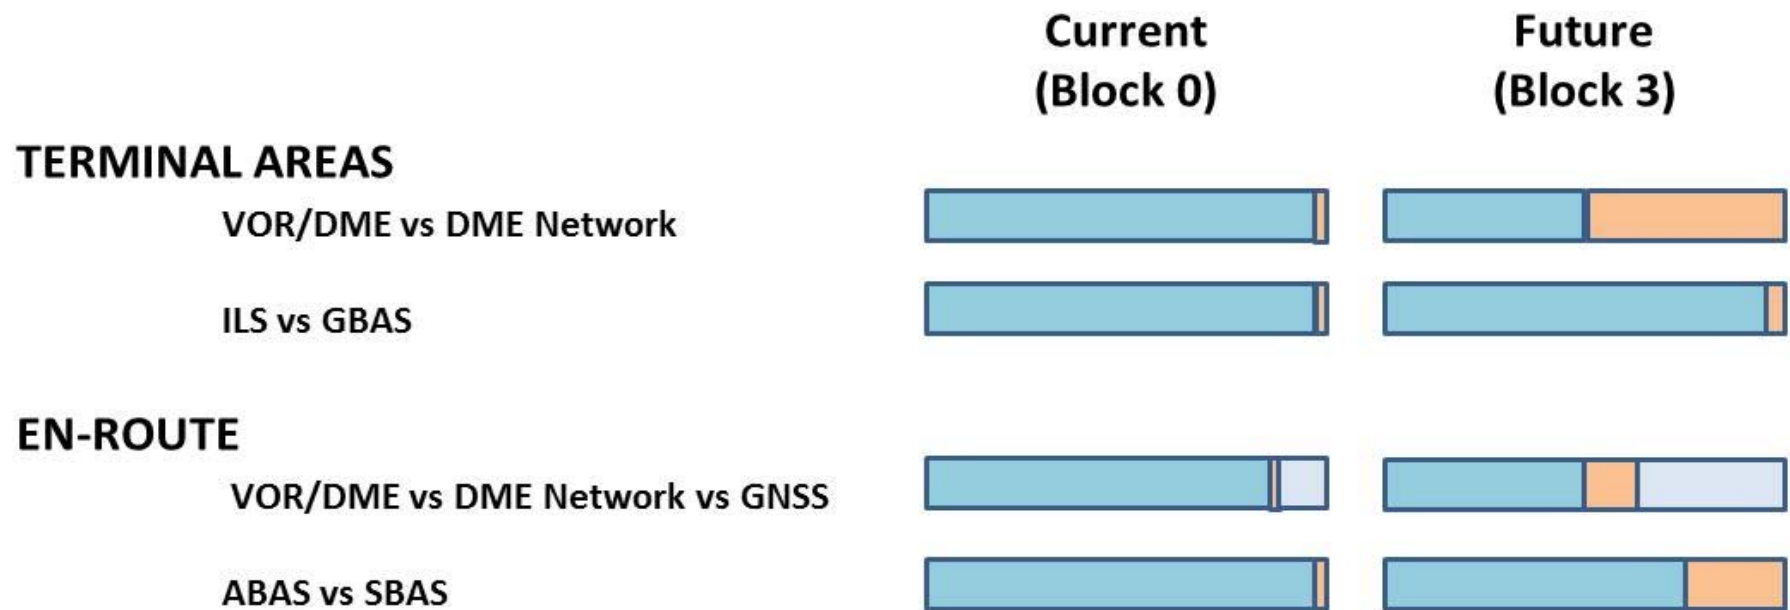 Current
(Block 0)
Future
(Block 3)
TERMINAL AREAS
VOR/DME vs DME Network
ILS vs GBAS
EN-ROUTE
VOR/DME vs DME Network vs GNSS
ABAS vs SBAS